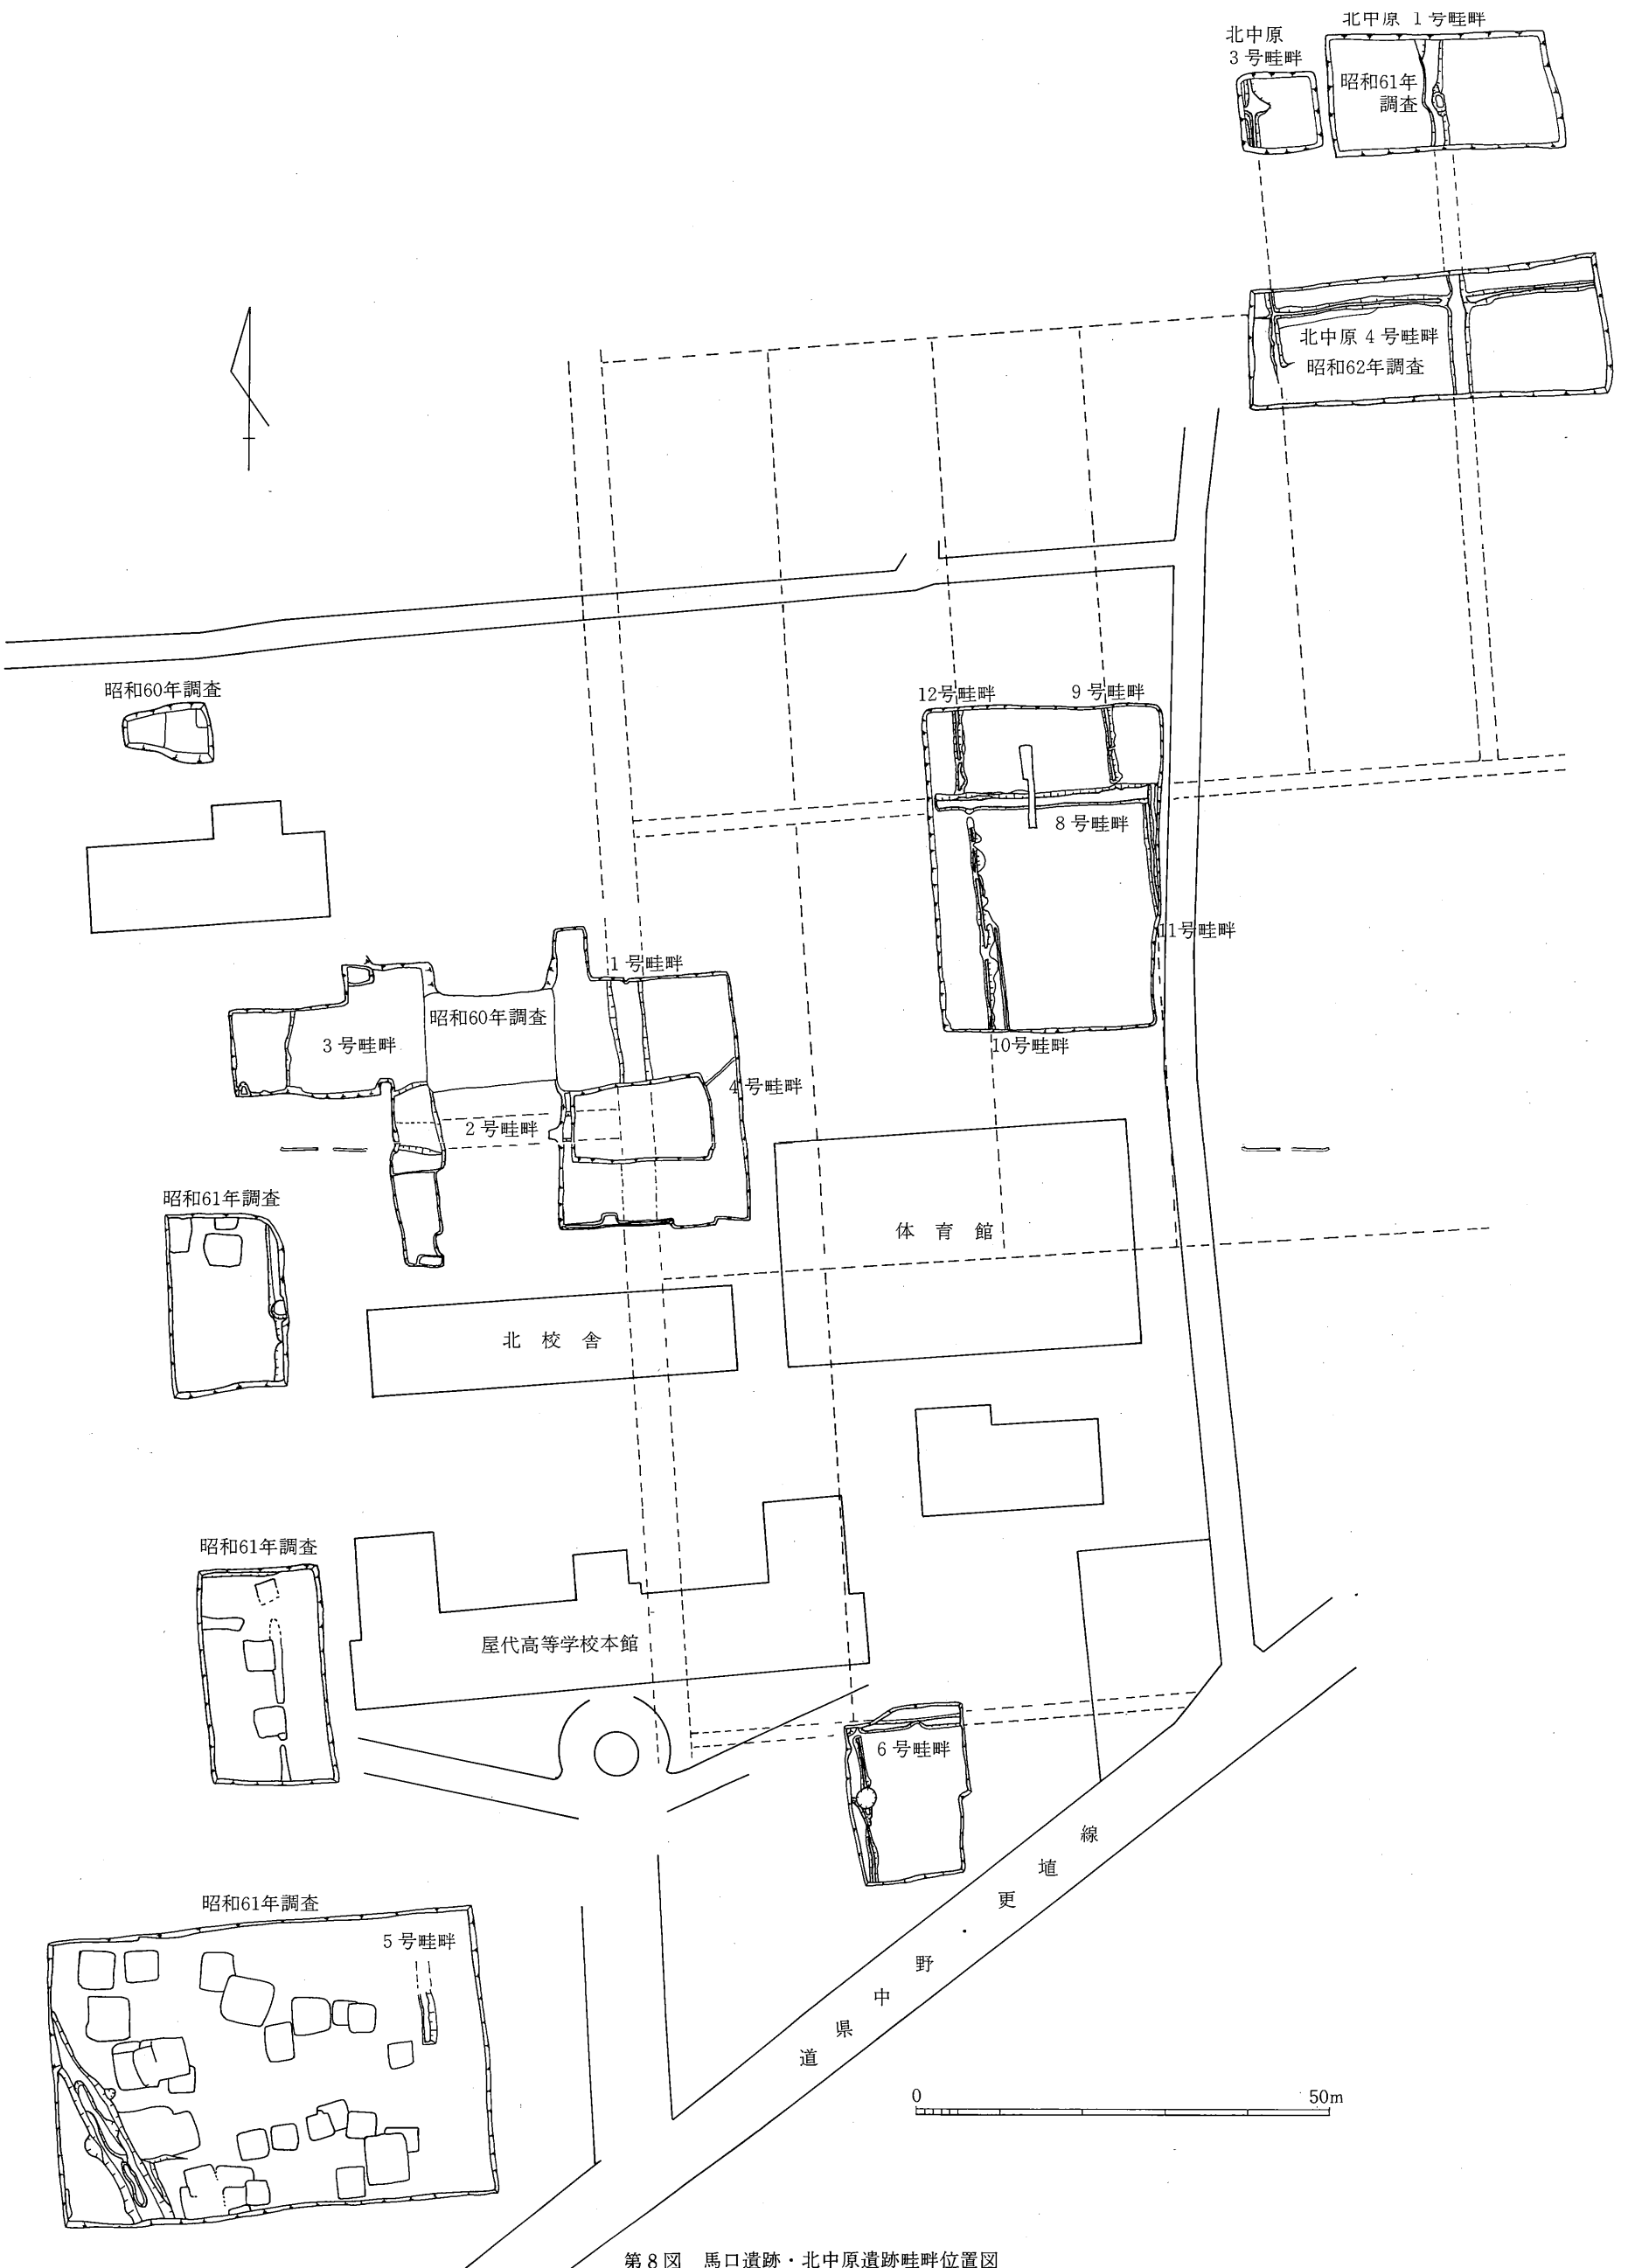 北中原 1号畦畔
北中原
3号畦畔
昭和61年
調査
北中原4号畦畔
昭和62年調査
昭和60年調査
12号畦畔
9号畦畔
8号畦畔
11号畦畔
10号畦畔
1号畦畔
昭和60年調査
3号畦畔
4号畦畔
2号畦畔
昭和61年調査
体育館
北校舎
昭和61年調査
屋代高等学校本館
6号畦畔
県道中野・更埴線
昭和61年調査
5号畦畔
0 50m
第8図 馬口遺跡・北中原遺跡畦畔位置図